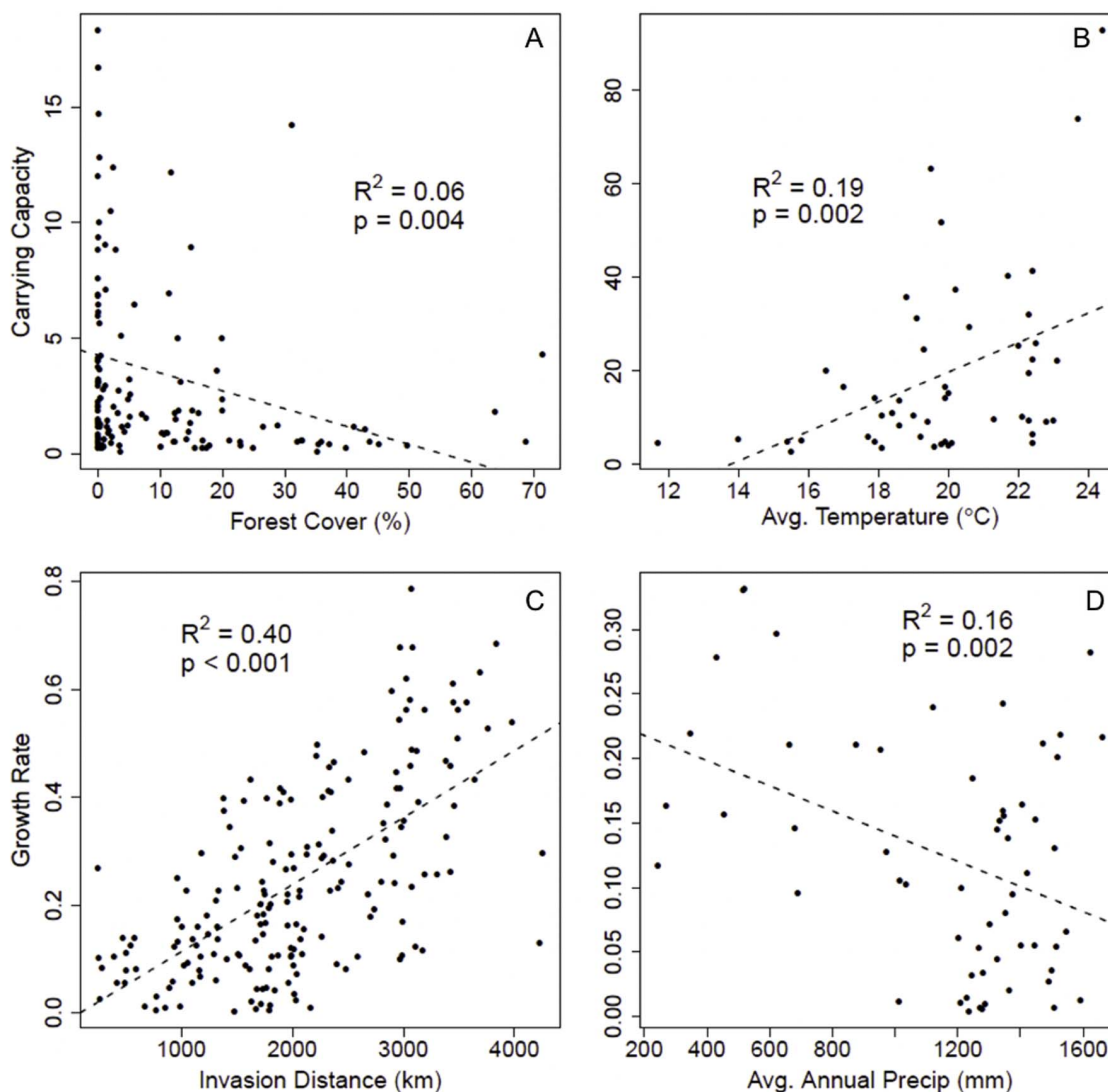 A
R² = 0.06
p = 0.004
Carrying Capacity
0 5 10 15
0 10 20 30 40 50 60 70
Forest Cover (%)
B
R² = 0.19
p = 0.002
0 20 40 60 80
12 14 16 18 20 22 24
Avg. Temperature (°C)
C
R² = 0.40
p < 0.001
Growth Rate
0.0 0.2 0.4 0.6 0.8
1000 2000 3000 4000
Invasion Distance (km)
D
R² = 0.16
p = 0.002
0.00 0.05 0.10 0.15 0.20 0.25 0.30
200 400 600 800 1200 1600
Avg. Annual Precip (mm)